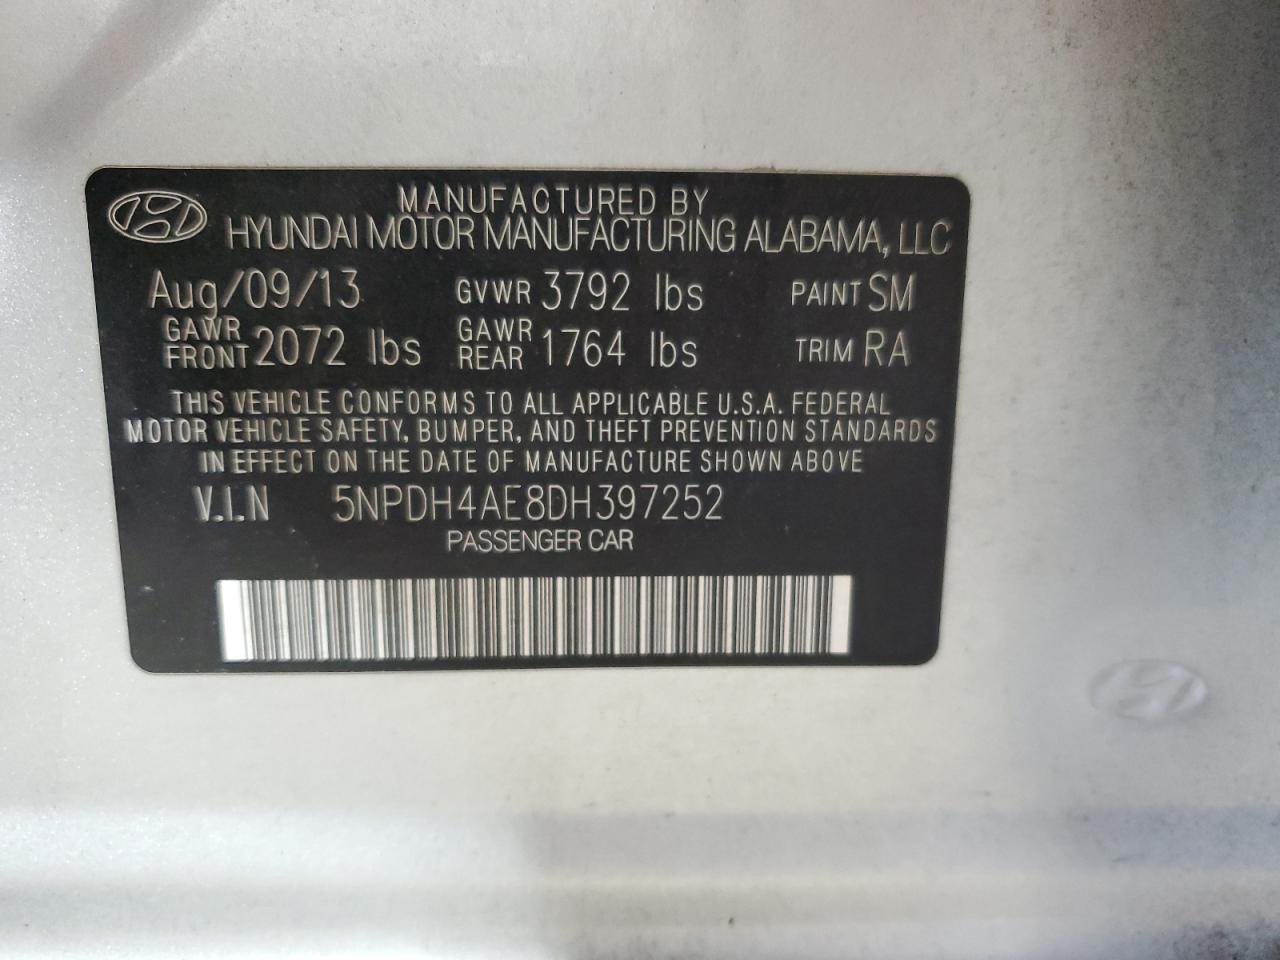 MANUFACTURED BY
HYUNDAI MOTOR MANUFACTURING ALABAMA, LLC
Aug/09/13 GVWR 3792 lbs PAINT SM
GAWR FRONT 2072 lbs GAWR REAR 1764 lbs TRIM RA
THIS VEHICLE CONFORMS TO ALL APPLICABLE U.S.A. FEDERAL
MOTOR VEHICLE SAFETY, BUMPER, AND THEFT PREVENTION STANDARDS
IN EFFECT ON THE DATE OF MANUFACTURE SHOWN ABOVE
V.I.N 5NPDH4AE8DH397252
PASSENGER CAR